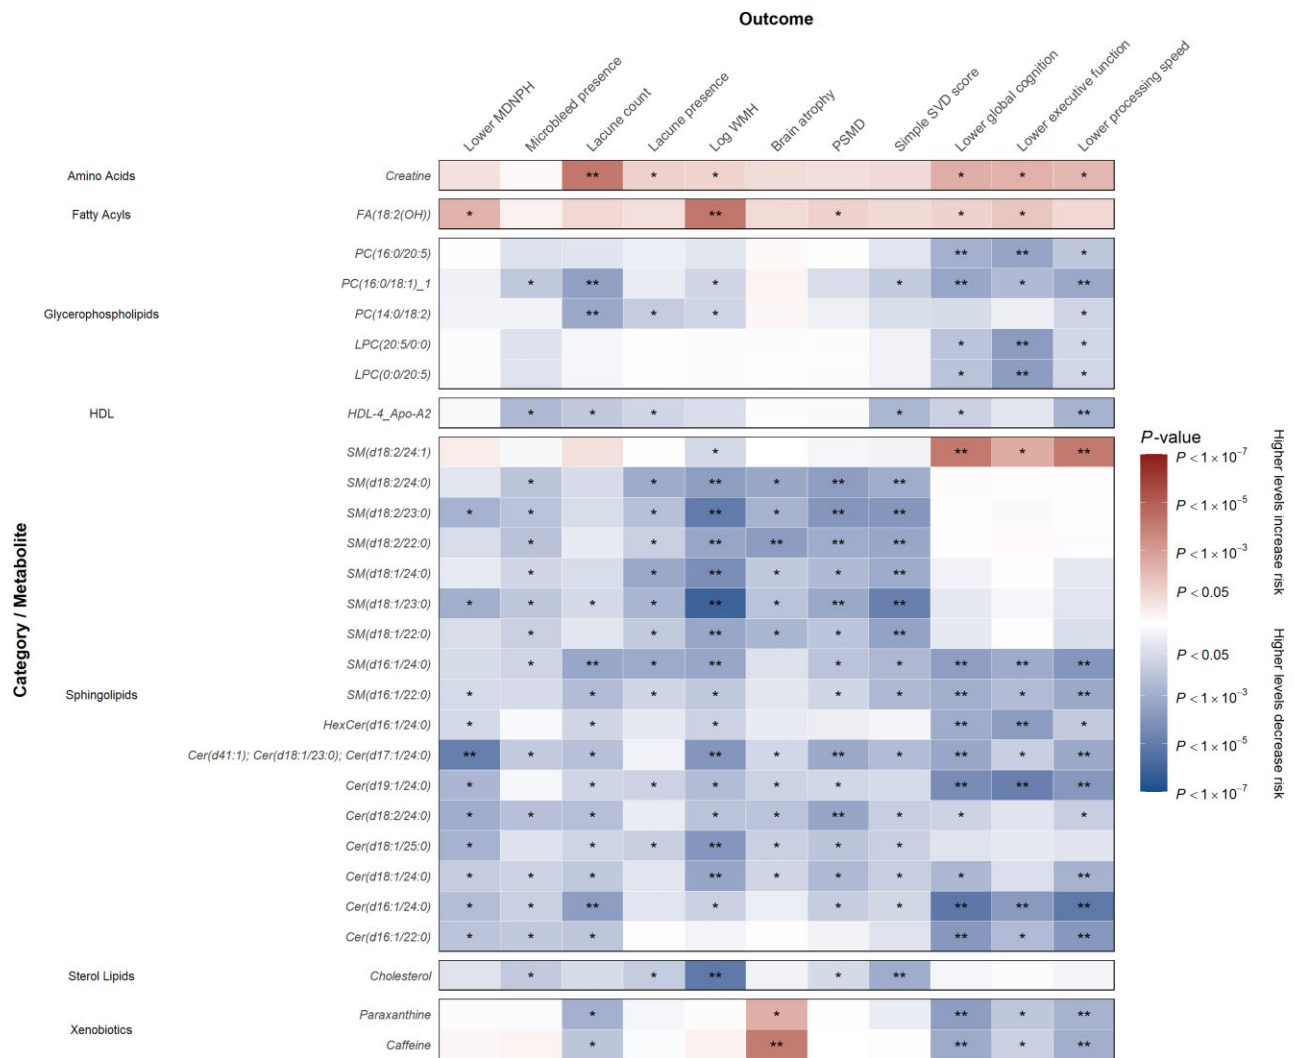 Outcome
Lower MDNPH
Microbleed presence
Lacune count
Lacune presence
Log WMH
Brain atrophy
PSMD
Simple SVD score
Lower global cognition
Lower executive function
Lower processing speed
Category / Metabolite
Amino Acids
Creatine ** * * * * *
Fatty Acyls
FA(18:2(OH)) * ** * * *
Glycerophospholipids
PC(16:0/20:5) ** ** *
PC(16:0/18:1)_1 * ** * * ** * **
PC(14:0/18:2) ** * * *
LPC(20:5/0:0) * ** *
LPC(0:0/20:5) * ** *
HDL
HDL-4_Apo-A2 * * * * * **
Sphingolipids
SM(d18:2/24:1) * ** * **
SM(d18:2/24:0) * * ** * ** **
SM(d18:2/23:0) * * * ** * ** **
SM(d18:2/22:0) * * ** ** ** **
SM(d18:1/24:0) * * ** * * **
SM(d18:1/23:0) * * * * ** * ** **
SM(d18:1/22:0) * * ** * * **
SM(d16:1/24:0) * ** * ** * * ** ** **
SM(d16:1/22:0) * * * * * * ** * **
HexCer(d16:1/24:0) * * * ** ** *
Cer(d41:1); Cer(d18:1/23:0); Cer(d17:1/24:0) ** * * ** * ** * ** * **
Cer(d19:1/24:0) * * * * * * ** ** **
Cer(d18:2/24:0) * * * * * ** * * *
Cer(d18:1/25:0) * * * ** * * *
Cer(d18:1/24:0) * * * ** * * * * **
Cer(d16:1/24:0) * * ** * * * ** ** **
Cer(d16:1/22:0) * * * ** * **
Sterol Lipids
Cholesterol * * ** * **
Xenobiotics
Paraxanthine * * ** * **
Caffeine * ** ** * **
P-value
P < 1 × 10⁻⁷
P < 1 × 10⁻⁵
P < 1 × 10⁻³
P < 0.05
P < 0.05
P < 1 × 10⁻³
P < 1 × 10⁻⁵
P < 1 × 10⁻⁷
Higher levels increase risk
Higher levels decrease risk